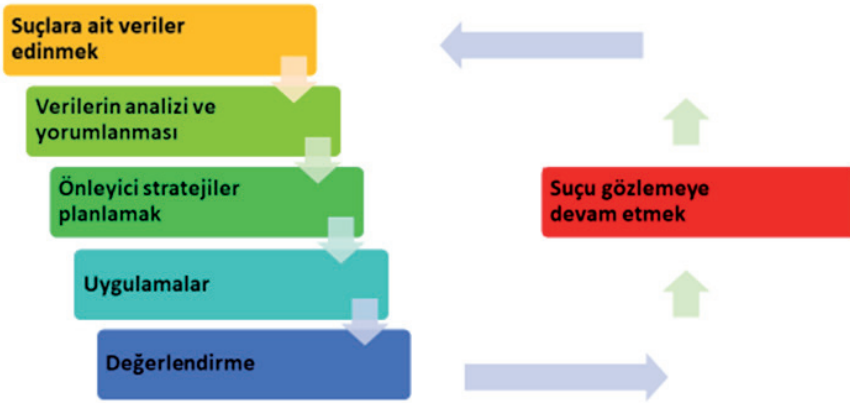 Suçlara ait veriler
edinmek
Verilerin analizi ve
yorumlanması
Önleyici stratejiler
planlamak
Uygulamalar
Değerlendirme
Suçu gözlemeye
devam etmek